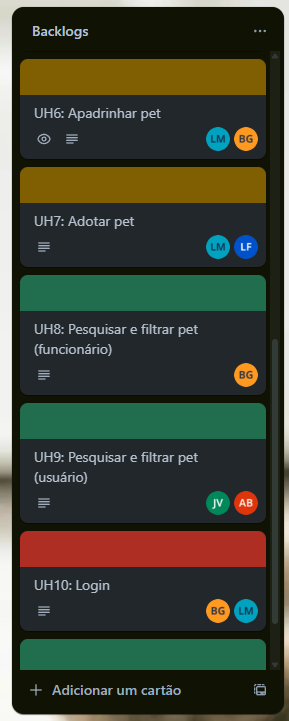 Backlogs
UH6: Apadrinhar pet
LM BG
UH7: Adotar pet
LM LF
UH8: Pesquisar e filtrar pet
(funcionário)
BG
UH9: Pesquisar e filtrar pet
(usuário)
JV AB
UH10: Login
BG LM
Adicionar um cartão